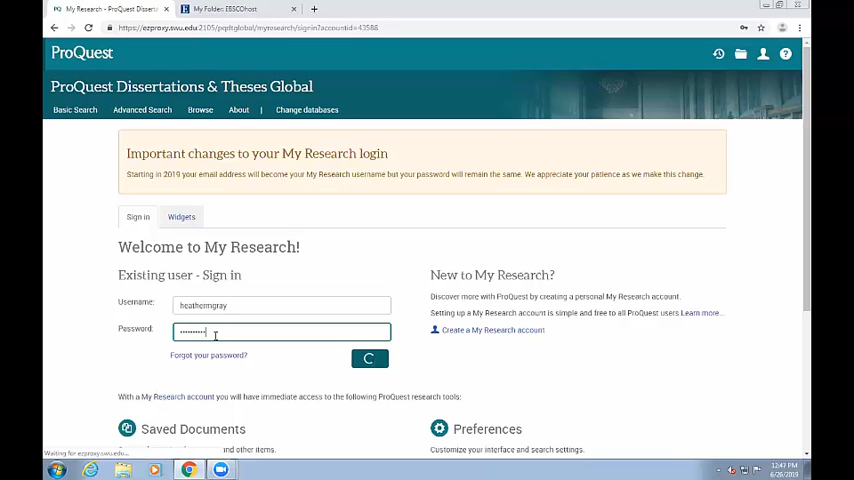 My Research - ProQuest Disserta
My Folder: EBSCOhost
https://ezproxy.swu.edu:2105/pqdtglobal/myresearch/signin?accountid=43586
ProQuest
ProQuest Dissertations & Theses Global
Basic Search Advanced Search Browse About | Change databases
Important changes to your My Research login
Starting in 2019 your email address will become your My Research username but your password will remain the same. We appreciate your patience as we make this change.
Sign in Widgets
Welcome to My Research!
Existing user - Sign in
Username: heathermgray
Password: ••••••••••
Forgot your password?
New to My Research?
Discover more with ProQuest by creating a personal My Research account.
Setting up a My Research account is simple and free to all ProQuest users. Learn more...
Create a My Research account
With a My Research account you will have immediate access to the following ProQuest research tools:
Saved Documents
and other items.
Preferences
Customize your interface and search settings.
Waiting for ezproxy.swu.edu...
12:47 PM
6/26/2019